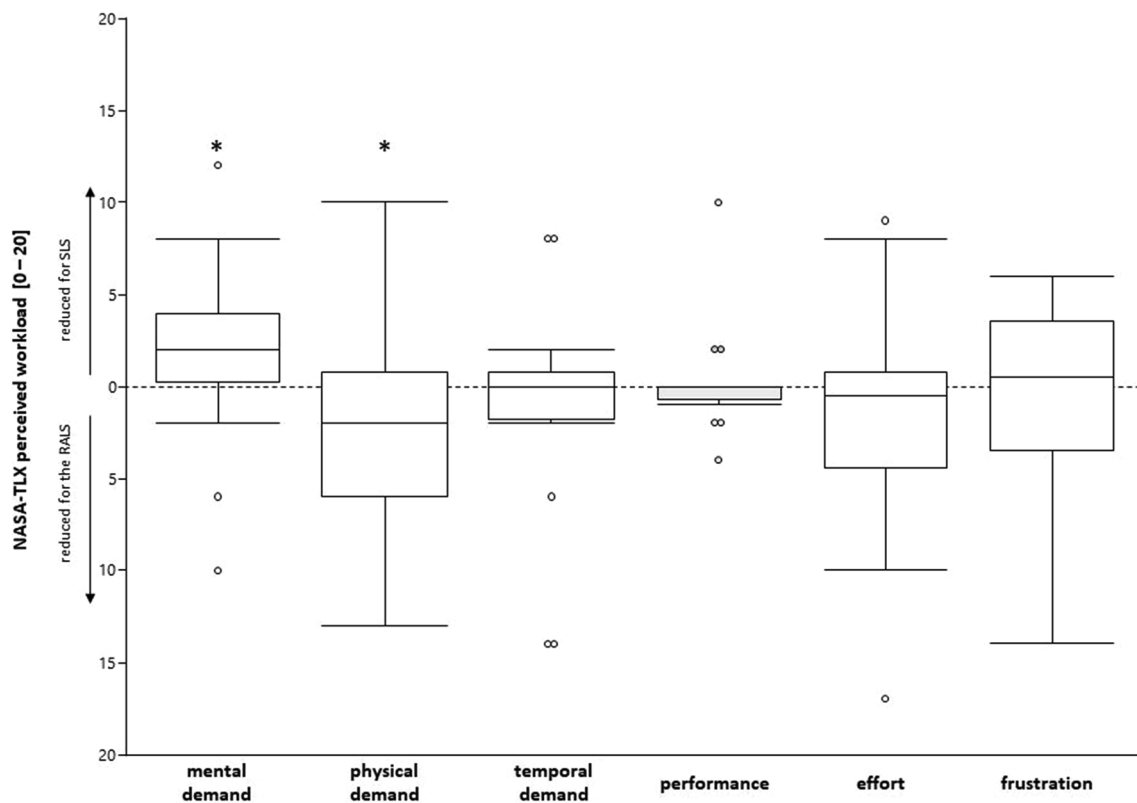 NASA-TLX perceived workload [0–20]
reduced for SLS
reduced for the RALS
20
15
10
5
0
5
10
15
20
*
*
mental
demand
physical
demand
temporal
demand
performance
effort
frustration